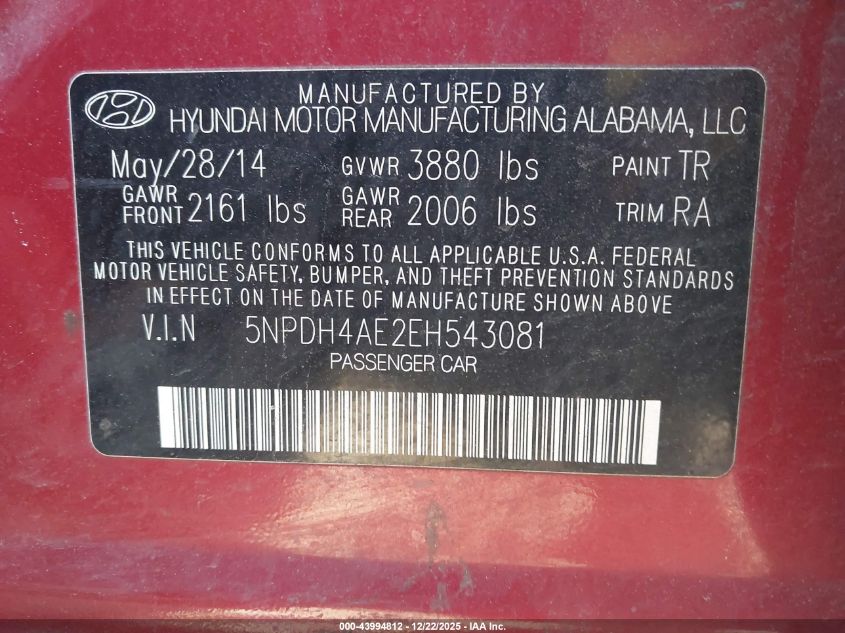 MANUFACTURED BY
HYUNDAI MOTOR MANUFACTURING ALABAMA, LLC
May/28/14 GVWR 3880 lbs PAINT TR
GAWR FRONT 2161 lbs GAWR REAR 2006 lbs TRIM RA
THIS VEHICLE CONFORMS TO ALL APPLICABLE U.S.A. FEDERAL
MOTOR VEHICLE SAFETY, BUMPER, AND THEFT PREVENTION STANDARDS
IN EFFECT ON THE DATE OF MANUFACTURE SHOWN ABOVE
V.I.N 5NPDH4AE2EH543081
PASSENGER CAR
000-43994812 - 12/22/2025 - IAA Inc.